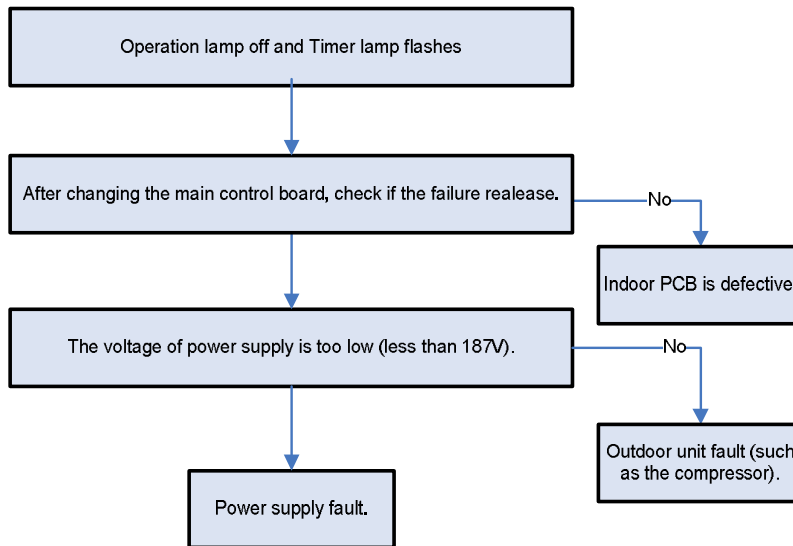 Operation lamp off and Timer lamp flashes
After changing the main control board, check if the failure realease.
No
Indoor PCB is defective
The voltage of power supply is too low (less than 187V).
No
Outdoor unit fault (such
as the compressor).
Power supply fault.